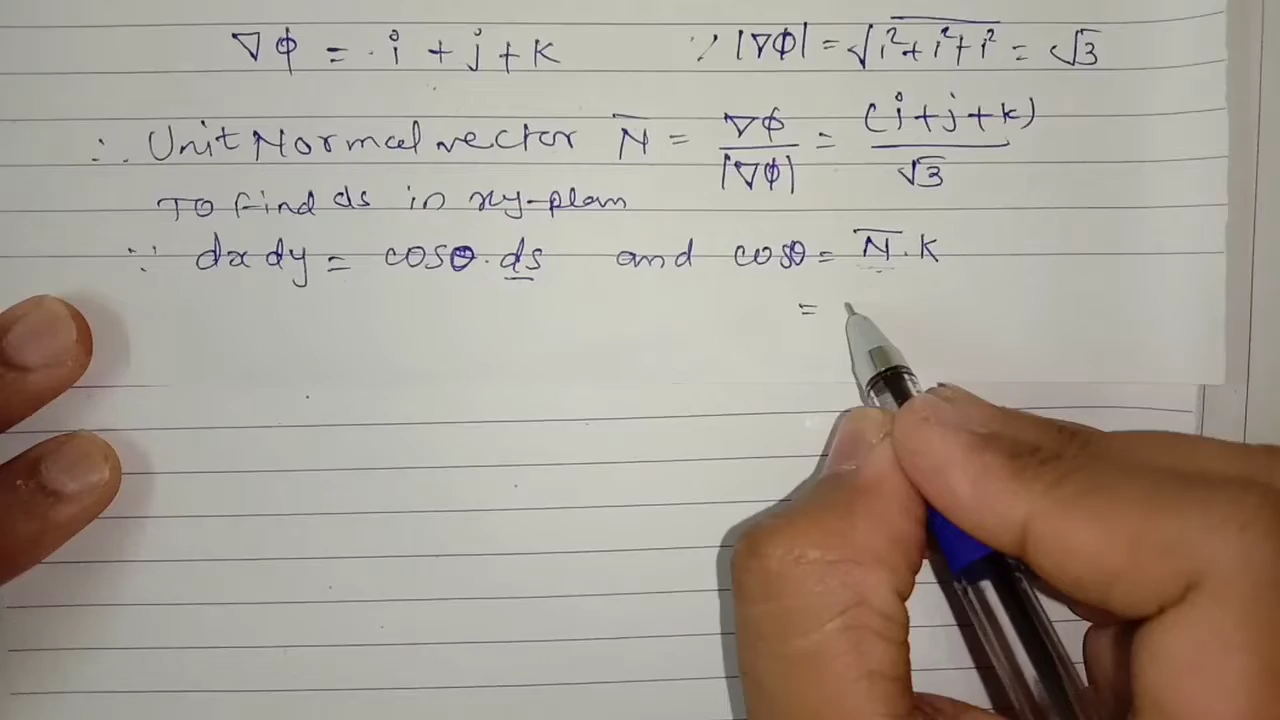 ∇φ = i + j + k   ∵ |∇φ| = √(1² + 1² + 1²) = √3
∴ Unit Normal vector N̅ = ∇φ / |∇φ| = (i + j + k) / √3
To find ds in xy-plan
∵ dx dy = cosθ . ds and cosθ = N̅ . k
=